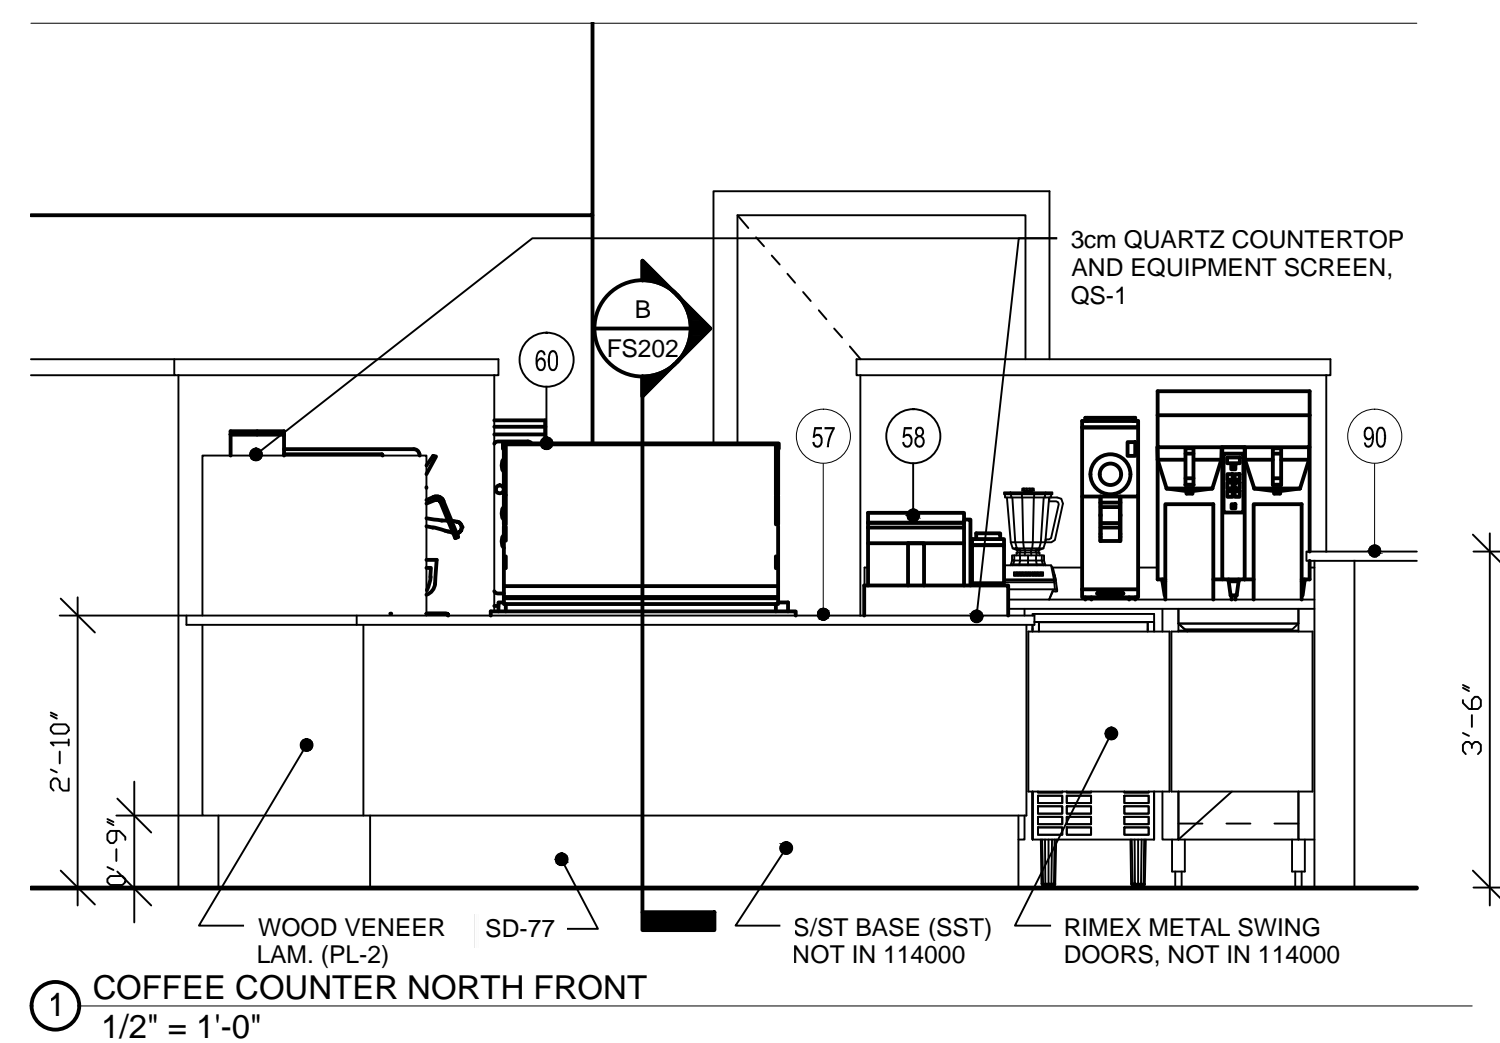 3cm QUARTZ COUNTERTOP
AND EQUIPMENT SCREEN,
QS-1
B
FS202
60
57
58
90
2'-10"
0'-9"
3'-6"
WOOD VENEER
LAM. (PL-2)
SD-77
S/ST BASE (SST)
NOT IN 114000
RIMEX METAL SWING
DOORS, NOT IN 114000
1
COFFEE COUNTER NORTH FRONT
1/2" = 1'-0"